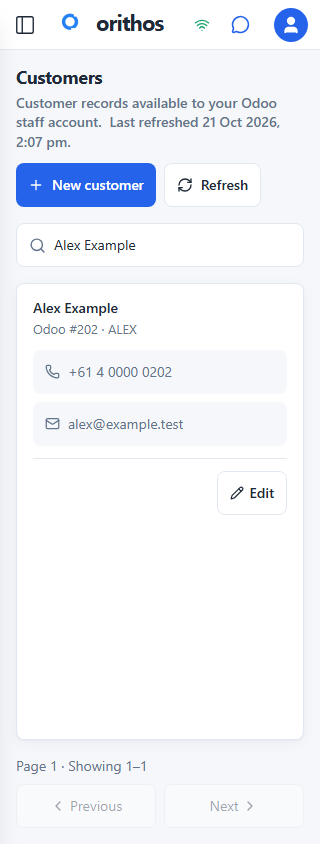 orithos
Customers
Customer records available to your Odoo
staff account. Last refreshed 21 Oct 2026,
2:07 pm.
New customer
Refresh
Alex Example
Alex Example
Odoo #202 · ALEX
+61 4 0000 0202
alex@example.test
Edit
Page 1 · Showing 1–1
Previous
Next